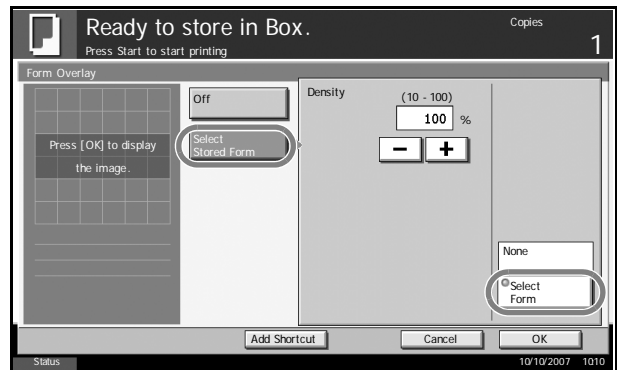 Ready to store in Box.
Press Start to start printing
Copies
1
Form Overlay
Press [OK] to display
the image.
Off
Select
Stored Form
Density
(10 - 100)
100 %
− +
None
Select
Form
Add Shortcut
Cancel
OK
Status
10/10/2007 1010